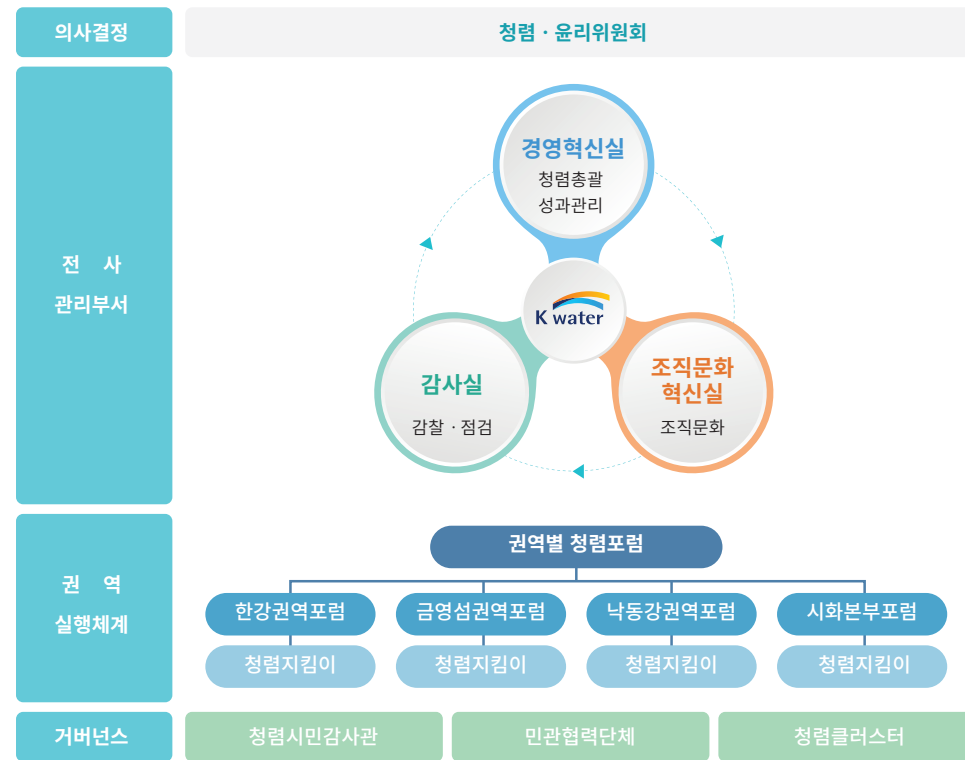 의사결정
청렴 · 윤리위원회
전 사
관리부서
경영혁신실
청렴총괄
성과관리
K water
감사실
감찰 · 점검
조직문화
혁신실
조직문화
권 역
실행체계
권역별 청렴포럼
한강권역포럼
금영섬권역포럼
낙동강권역포럼
시화본부포럼
청렴지킴이
청렴지킴이
청렴지킴이
청렴지킴이
거버넌스
청렴시민감사관
민관협력단체
청렴클러스터